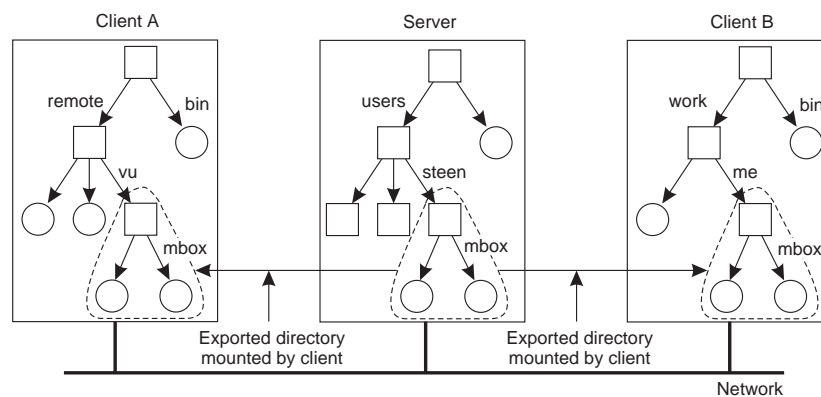 Client A
Server
Client B
remote
bin
users
work
bin
vu
steen
me
mbox
mbox
mbox
Exported directory
mounted by client
Exported directory
mounted by client
Network